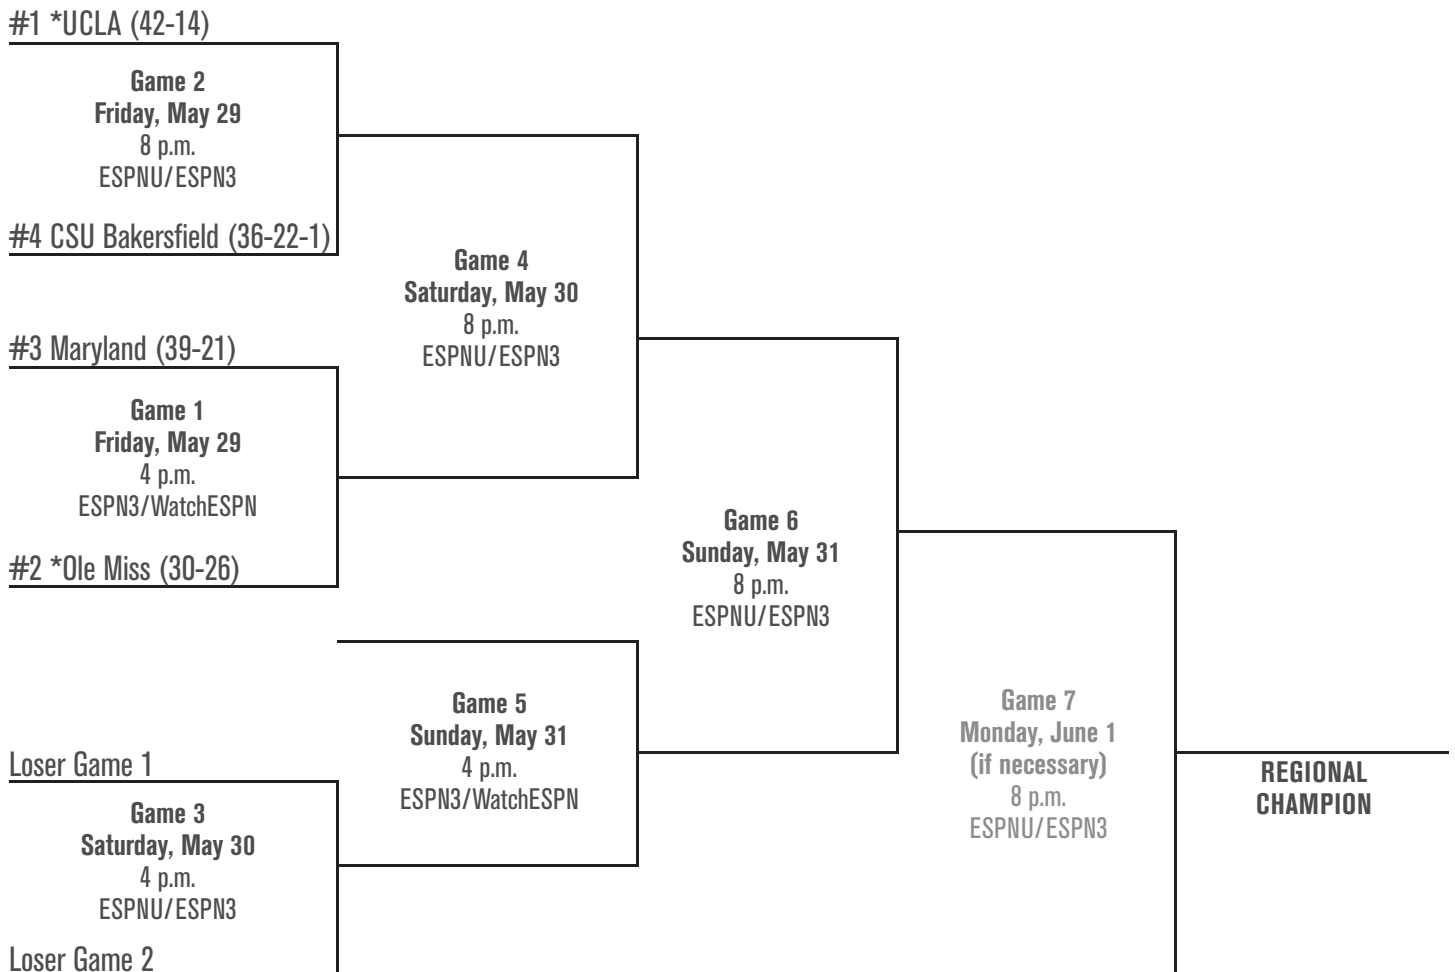 #1 *UCLA (42-14)
Game 2
Friday, May 29
8 p.m.
ESPNU/ESPN3
#4 CSU Bakersfield (36-22-1)
#3 Maryland (39-21)
Game 1
Friday, May 29
4 p.m.
ESPN3/WatchESPN
#2 *Ole Miss (30-26)
Loser Game 1
Game 3
Saturday, May 30
4 p.m.
ESPNU/ESPN3
Loser Game 2
Game 4
Saturday, May 30
8 p.m.
ESPNU/ESPN3
Game 5
Sunday, May 31
4 p.m.
ESPN3/WatchESPN
Game 6
Sunday, May 31
8 p.m.
ESPNU/ESPN3
Game 7
Monday, June 1
(if necessary)
8 p.m.
ESPNU/ESPN3
REGIONAL
CHAMPION